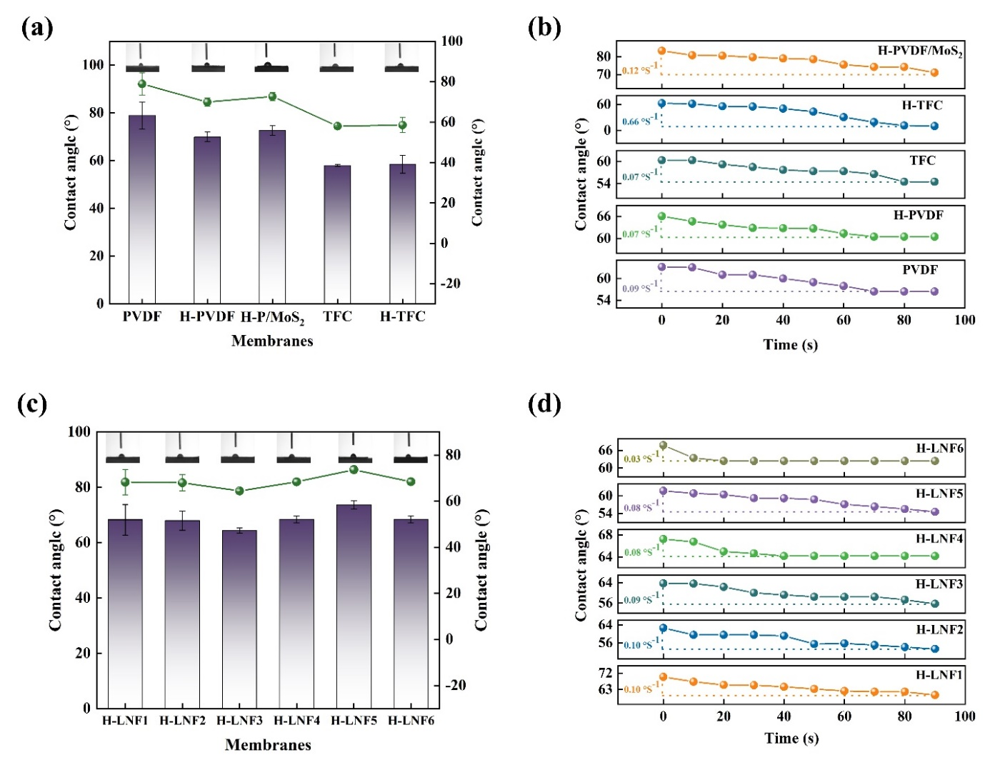 (a)
100
80
60
40
20
0
Contact anglc (°)
100
80
60
40
20
0
-20
Contact anglc (°)
PVDF H-PVDF H-P/MoS₂ TFC H-TFC
Membranes
(b)
Contact anglc (°)
H-PVDF/MoS₂
80
70
0.12 °S⁻¹
H-TFC
60
0
0.66 °S⁻¹
TFC
60
54
0.07 °S⁻¹
H-PVDF
66
60
0.07 °S⁻¹
PVDF
60
54
0.09 °S⁻¹
0 20 40 60 80 100
Time (s)
(c)
100
80
60
40
20
0
Contact anglc (°)
80
60
40
20
0
-20
Contact angle (°)
H-LNF1 H-LNF2 H-LNF3 H-LNF4 H-LNF5 H-LNF6
Membranes
(d)
Contact anglc (°)
H-LNF6
66
60
0.03 °S⁻¹
H-LNF5
60
54
0.08 °S⁻¹
H-LNF4
68
64
0.08 °S⁻¹
H-LNF3
64
56
0.09 °S⁻¹
H-LNF2
64
56
0.10 °S⁻¹
H-LNF1
72
63
0.10 °S⁻¹
0 20 40 60 80 100
Time (s)